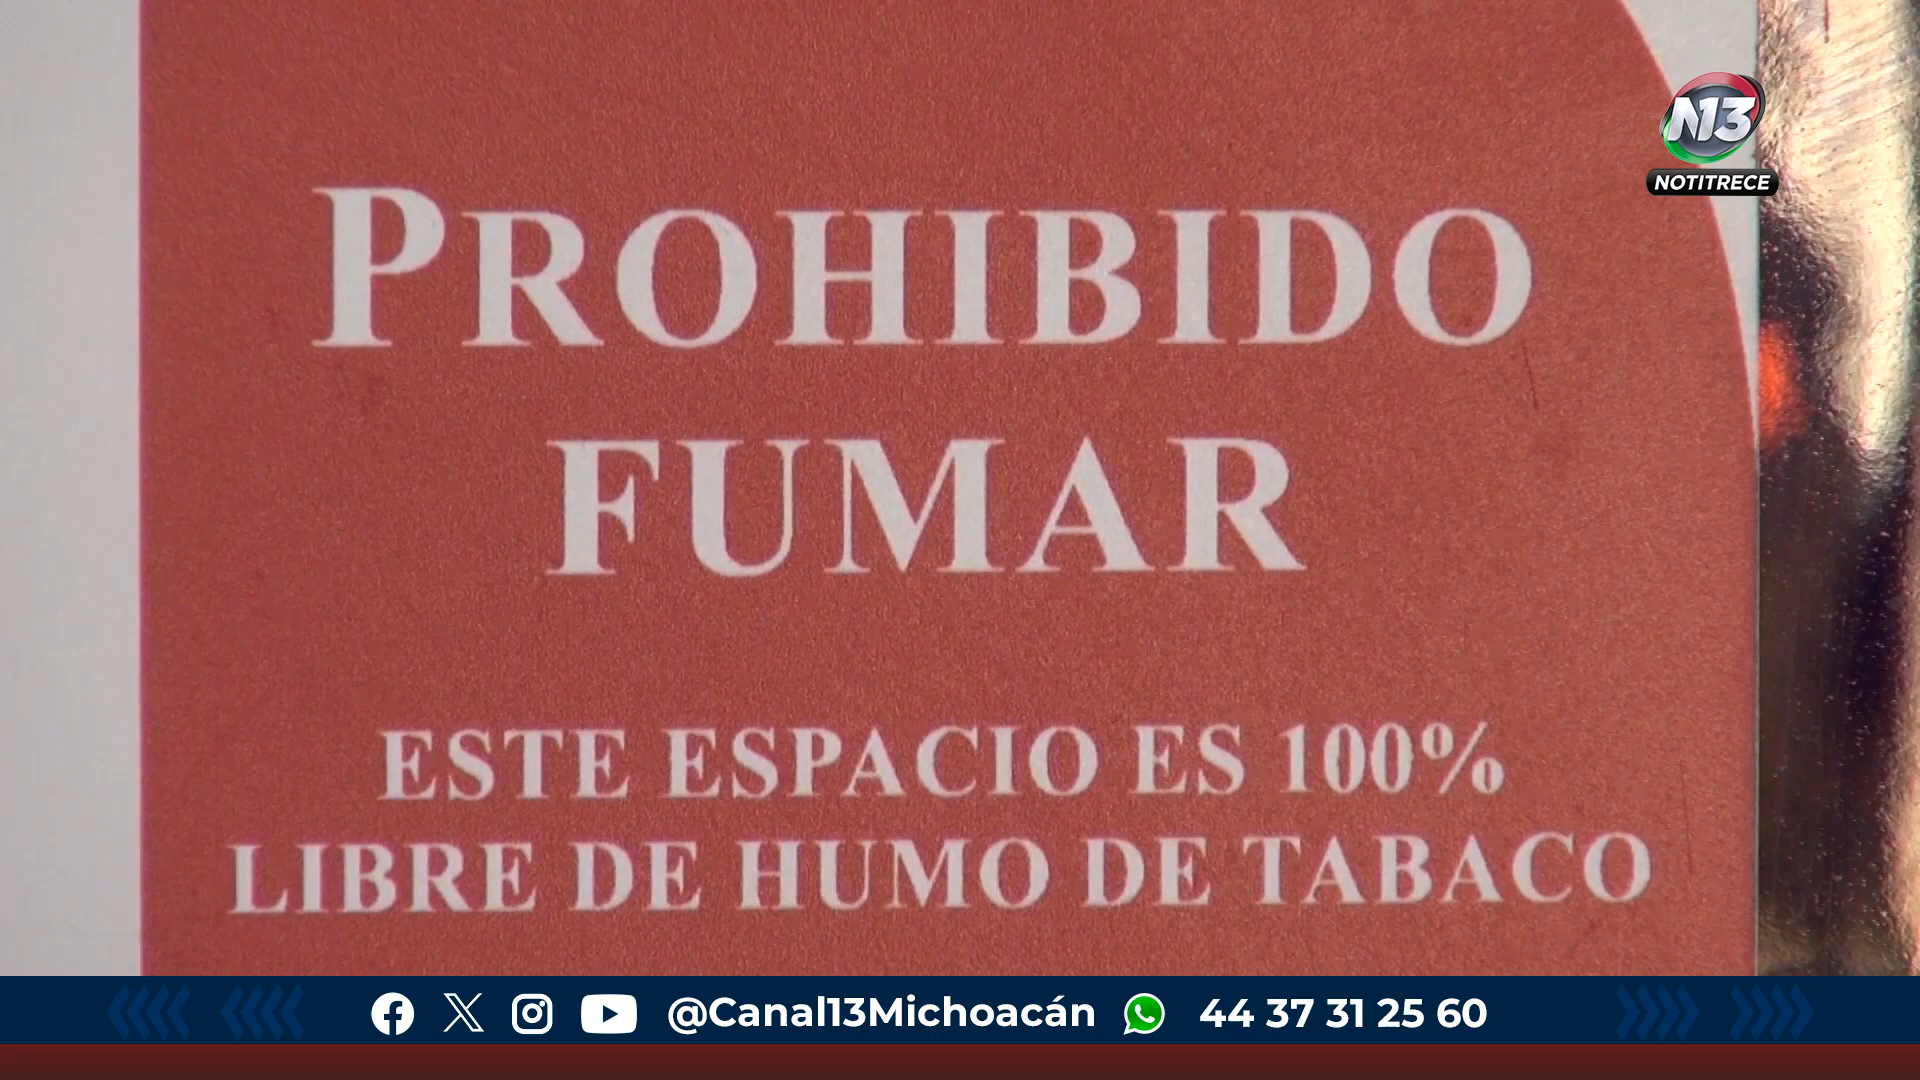 N13
NOTITRECE
PROHIBIDO
FUMAR
ESTE ESPACIO ES 100%
LIBRE DE HUMO DE TABACO
@Canal13Michoacán 44 37 31 25 60